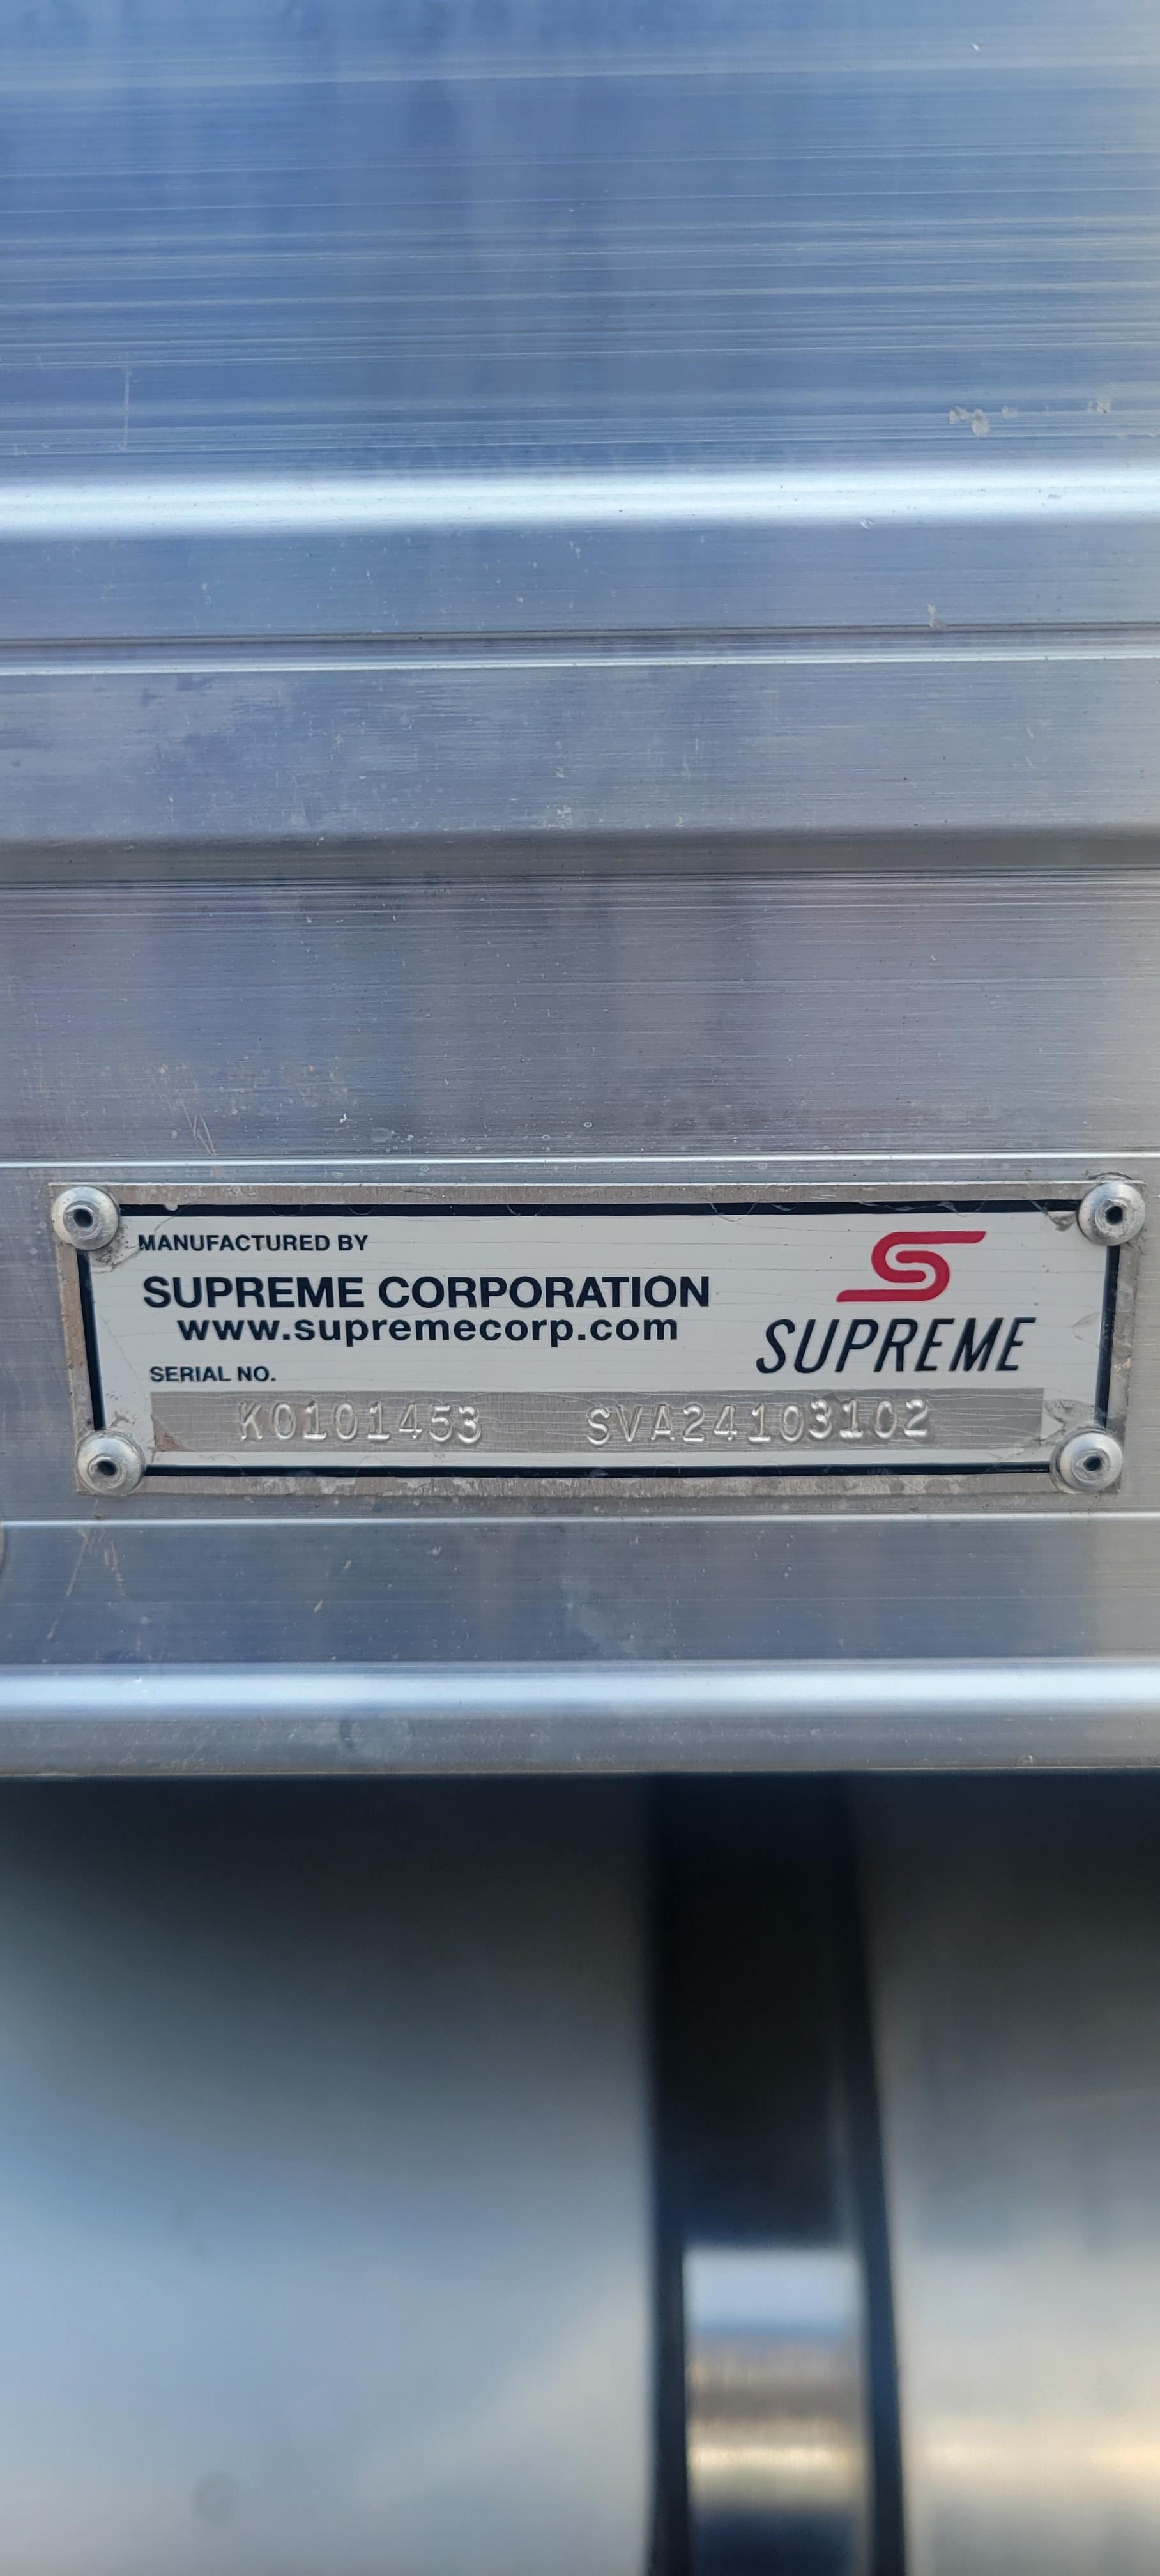 MANUFACTURED BY
SUPREME CORPORATION
www.supremecorp.com
SUPREME
SERIAL NO.
K0101453 SVA24103102